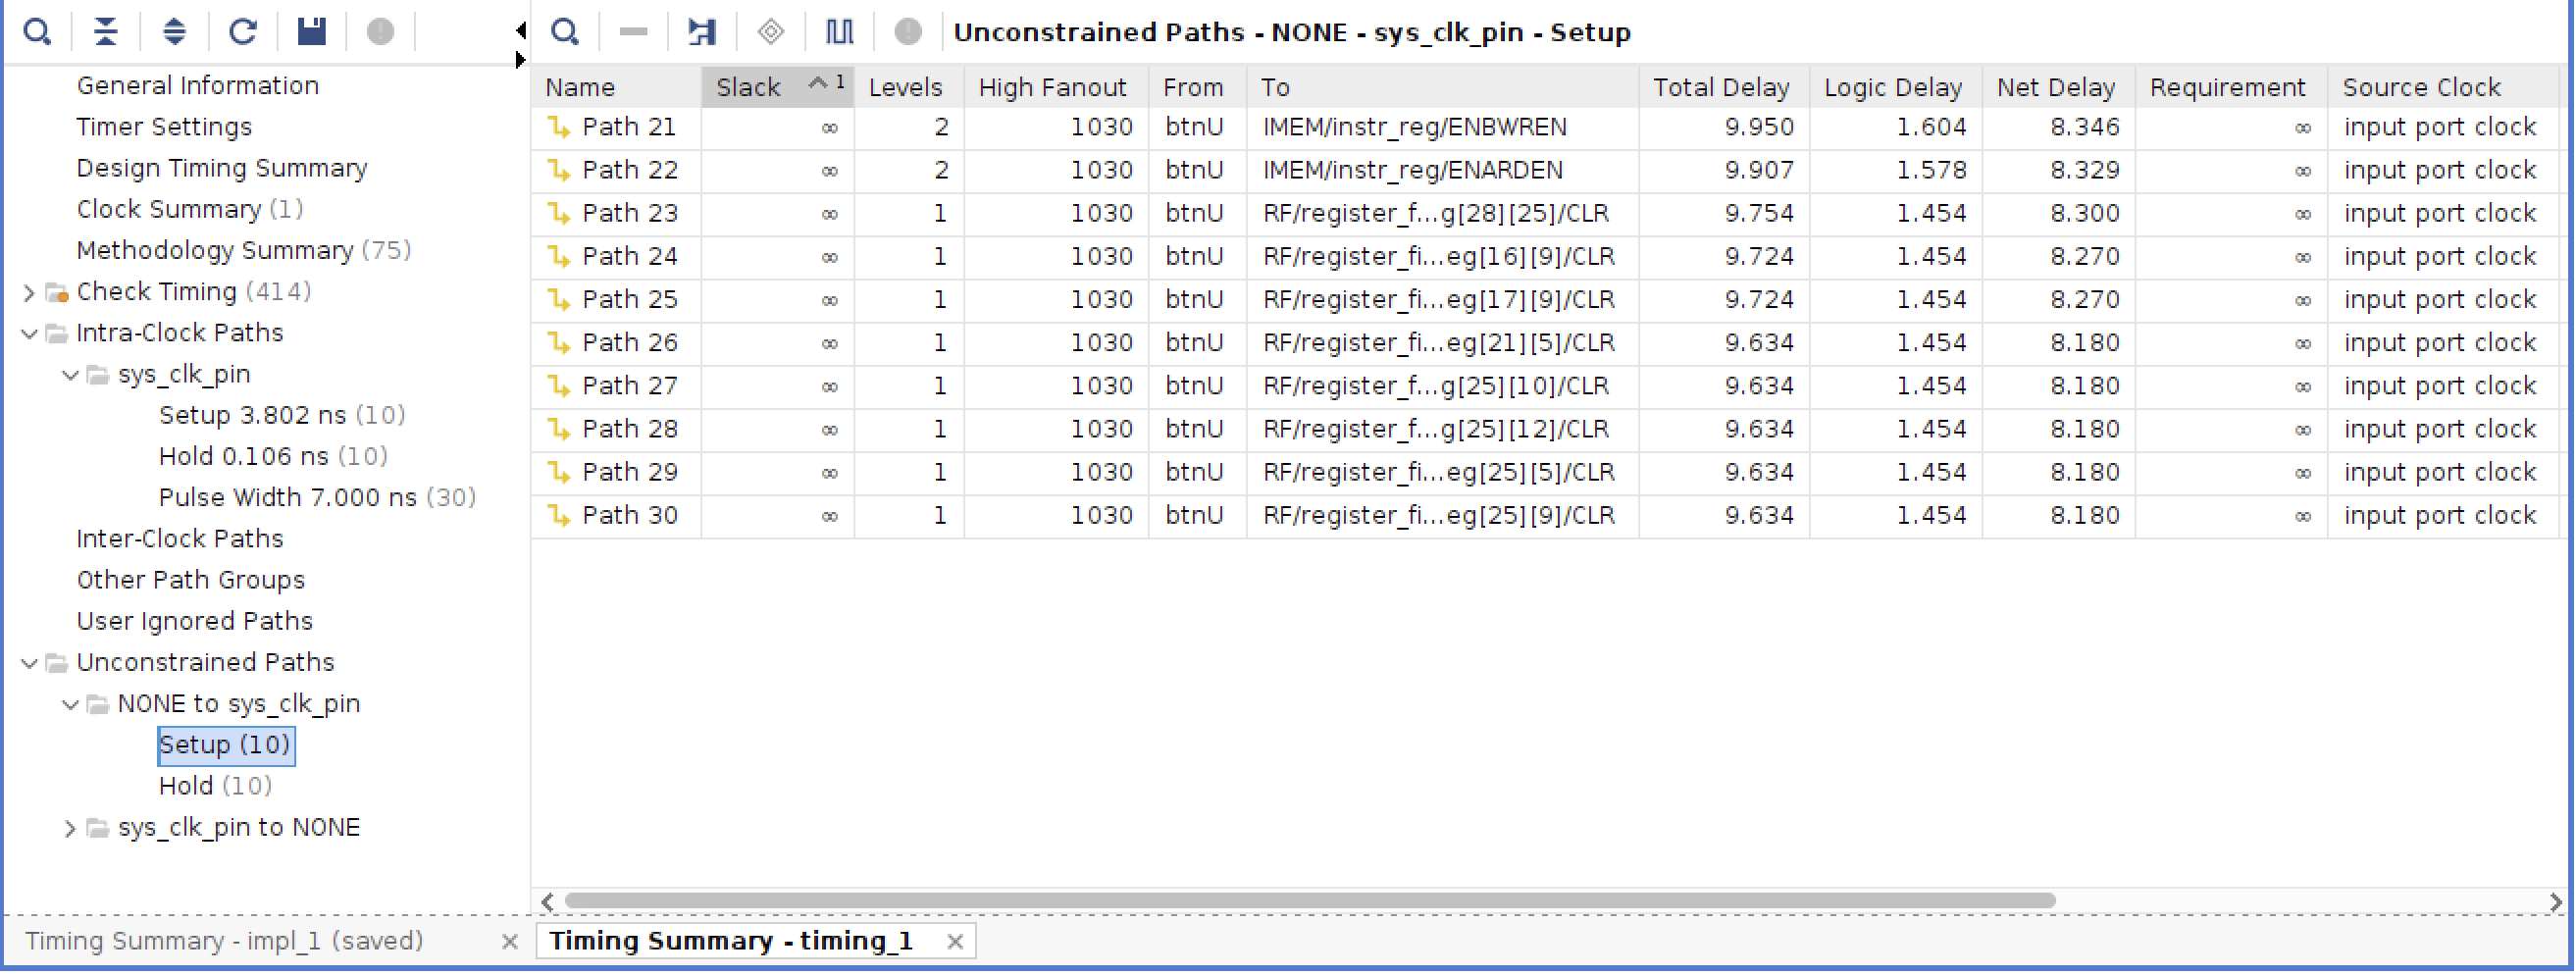 Unconstrained Paths - NONE - sys_clk_pin - Setup
General Information
Timer Settings
Design Timing Summary
Clock Summary (1)
Methodology Summary (75)
Check Timing (414)
Intra-Clock Paths
sys_clk_pin
Setup 3.802 ns (10)
Hold 0.106 ns (10)
Pulse Width 7.000 ns (30)
Inter-Clock Paths
Other Path Groups
User Ignored Paths
Unconstrained Paths
NONE to sys_clk_pin
Setup (10)
Hold (10)
sys_clk_pin to NONE
Name Slack 1 Levels High Fanout From To Total Delay Logic Delay Net Delay Requirement Source Clock
Path 21 ∞ 2 1030 btnU IMEM/instr_reg/ENBWREN 9.950 1.604 8.346 ∞ input port clock
Path 22 ∞ 2 1030 btnU IMEM/instr_reg/ENARDEN 9.907 1.578 8.329 ∞ input port clock
Path 23 ∞ 1 1030 btnU RF/register_f...g[28][25]/CLR 9.754 1.454 8.300 ∞ input port clock
Path 24 ∞ 1 1030 btnU RF/register_fi...eg[16][9]/CLR 9.724 1.454 8.270 ∞ input port clock
Path 25 ∞ 1 1030 btnU RF/register_fi...eg[17][9]/CLR 9.724 1.454 8.270 ∞ input port clock
Path 26 ∞ 1 1030 btnU RF/register_fi...eg[21][5]/CLR 9.634 1.454 8.180 ∞ input port clock
Path 27 ∞ 1 1030 btnU RF/register_f...g[25][10]/CLR 9.634 1.454 8.180 ∞ input port clock
Path 28 ∞ 1 1030 btnU RF/register_f...g[25][12]/CLR 9.634 1.454 8.180 ∞ input port clock
Path 29 ∞ 1 1030 btnU RF/register_fi...eg[25][5]/CLR 9.634 1.454 8.180 ∞ input port clock
Path 30 ∞ 1 1030 btnU RF/register_fi...eg[25][9]/CLR 9.634 1.454 8.180 ∞ input port clock
Timing Summary - impl_1 (saved)
Timing Summary - timing_1